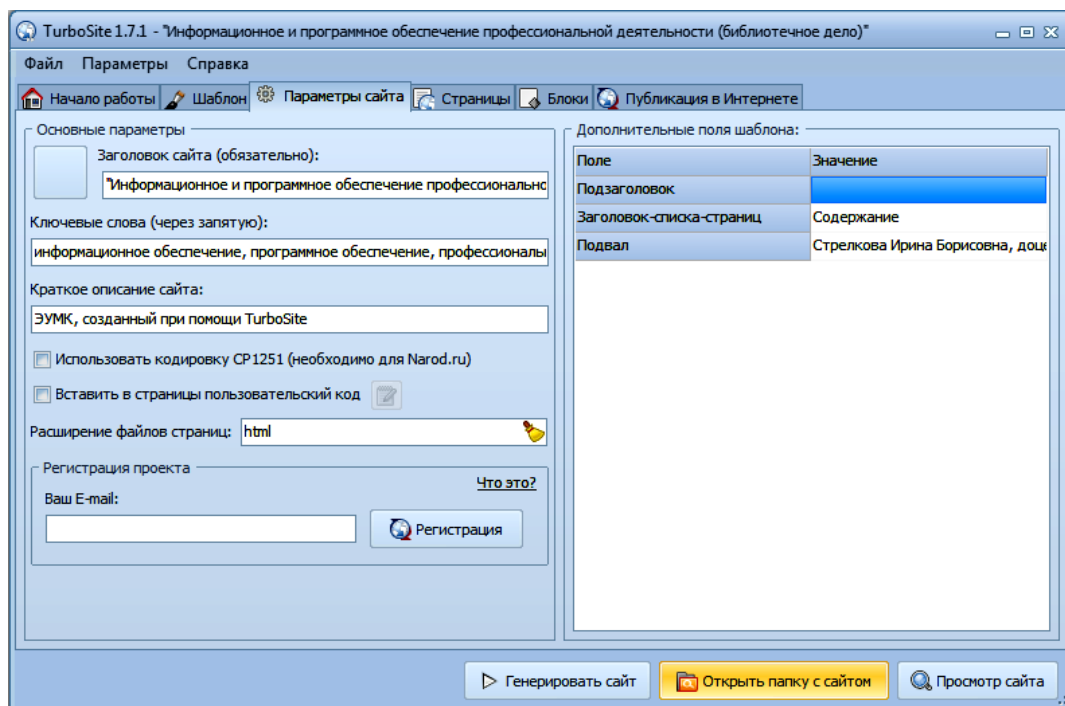 TurboSite 1.7.1 - "Информационное и программное обеспечение профессиональной деятельности (библиотечное дело)"
Файл Параметры Справка
Начало работы Шаблон Параметры сайта Страницы Блоки Публикация в Интернете
Основные параметры
Заголовок сайта (обязательно):
"Информационное и программное обеспечение профессионально
Ключевые слова (через запятую):
информационное обеспечение, программное обеспечение, профессиональн
Краткое описание сайта:
ЭУМК, созданный при помощи TurboSite
Использовать кодировку CP1251 (необходимо для Narod.ru)
Вставить в страницы пользовательский код
Расширение файлов страниц: html
Регистрация проекта
Что это?
Ваш E-mail:
Регистрация
Дополнительные поля шаблона:
Поле Значение
Подзаголовок
Заголовок-списка-страниц Содержание
Подвал Стрелкова Ирина Борисовна, доце
Генерировать сайт Открыть папку с сайтом Просмотр сайта